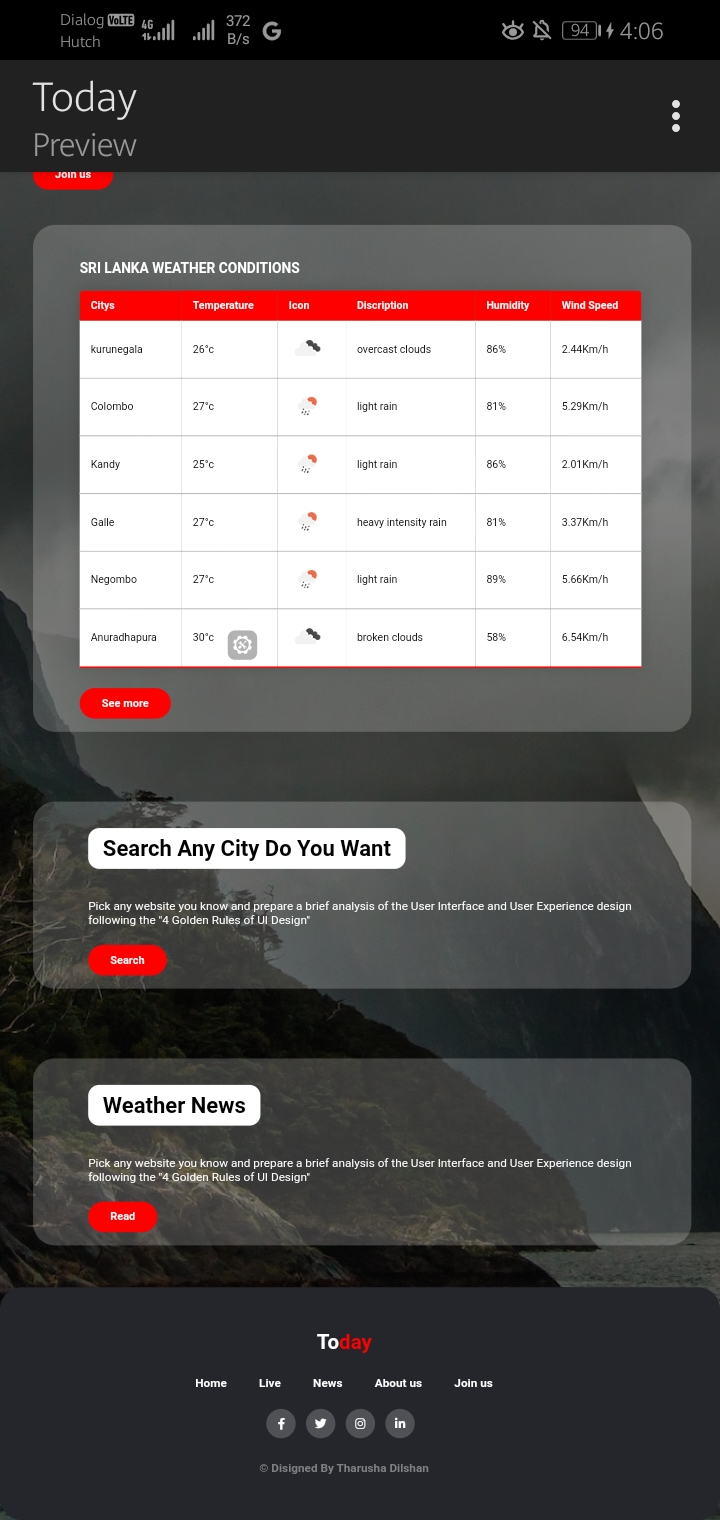 Dialog VoLTE 4G 372 94 4:06
Hutch B/s
Today
Preview
Join us
SRI LANKA WEATHER CONDITIONS
Citys Temperature Icon Discription Humidity Wind Speed
kurunegala 26°c overcast clouds 86% 2.44Km/h
Colombo 27°c light rain 81% 5.29Km/h
Kandy 25°c light rain 86% 2.01Km/h
Galle 27°c heavy intensity rain 81% 3.37Km/h
Negombo 27°c light rain 89% 5.66Km/h
Anuradhapura 30°c broken clouds 58% 6.54Km/h
See more
Search Any City Do You Want
Pick any website you know and prepare a brief analysis of the User Interface and User Experience design
following the "4 Golden Rules of UI Design"
Search
Weather News
Pick any website you know and prepare a brief analysis of the User Interface and User Experience design
following the "4 Golden Rules of UI Design"
Read
Today
Home Live News About us Join us
© Disigned By Tharusha Dilshan